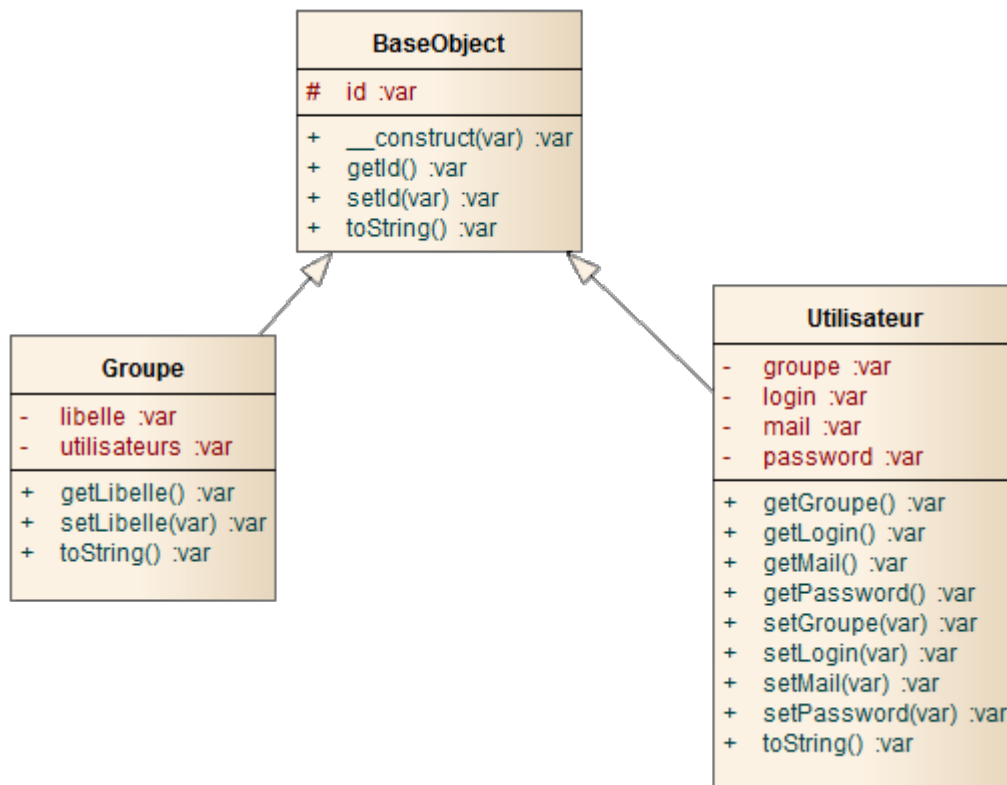 BaseObject
# id :var
+ __construct(var) :var
+ getId() :var
+ setId(var) :var
+ toString() :var
Groupe
- libelle :var
- utilisateurs :var
+ getLibelle() :var
+ setLibelle(var) :var
+ toString() :var
Utilisateur
- groupe :var
- login :var
- mail :var
- password :var
+ getGroupe() :var
+ getLogin() :var
+ getMail() :var
+ getPassword() :var
+ setGroupe(var) :var
+ setLogin(var) :var
+ setMail(var) :var
+ setPassword(var) :var
+ toString() :var